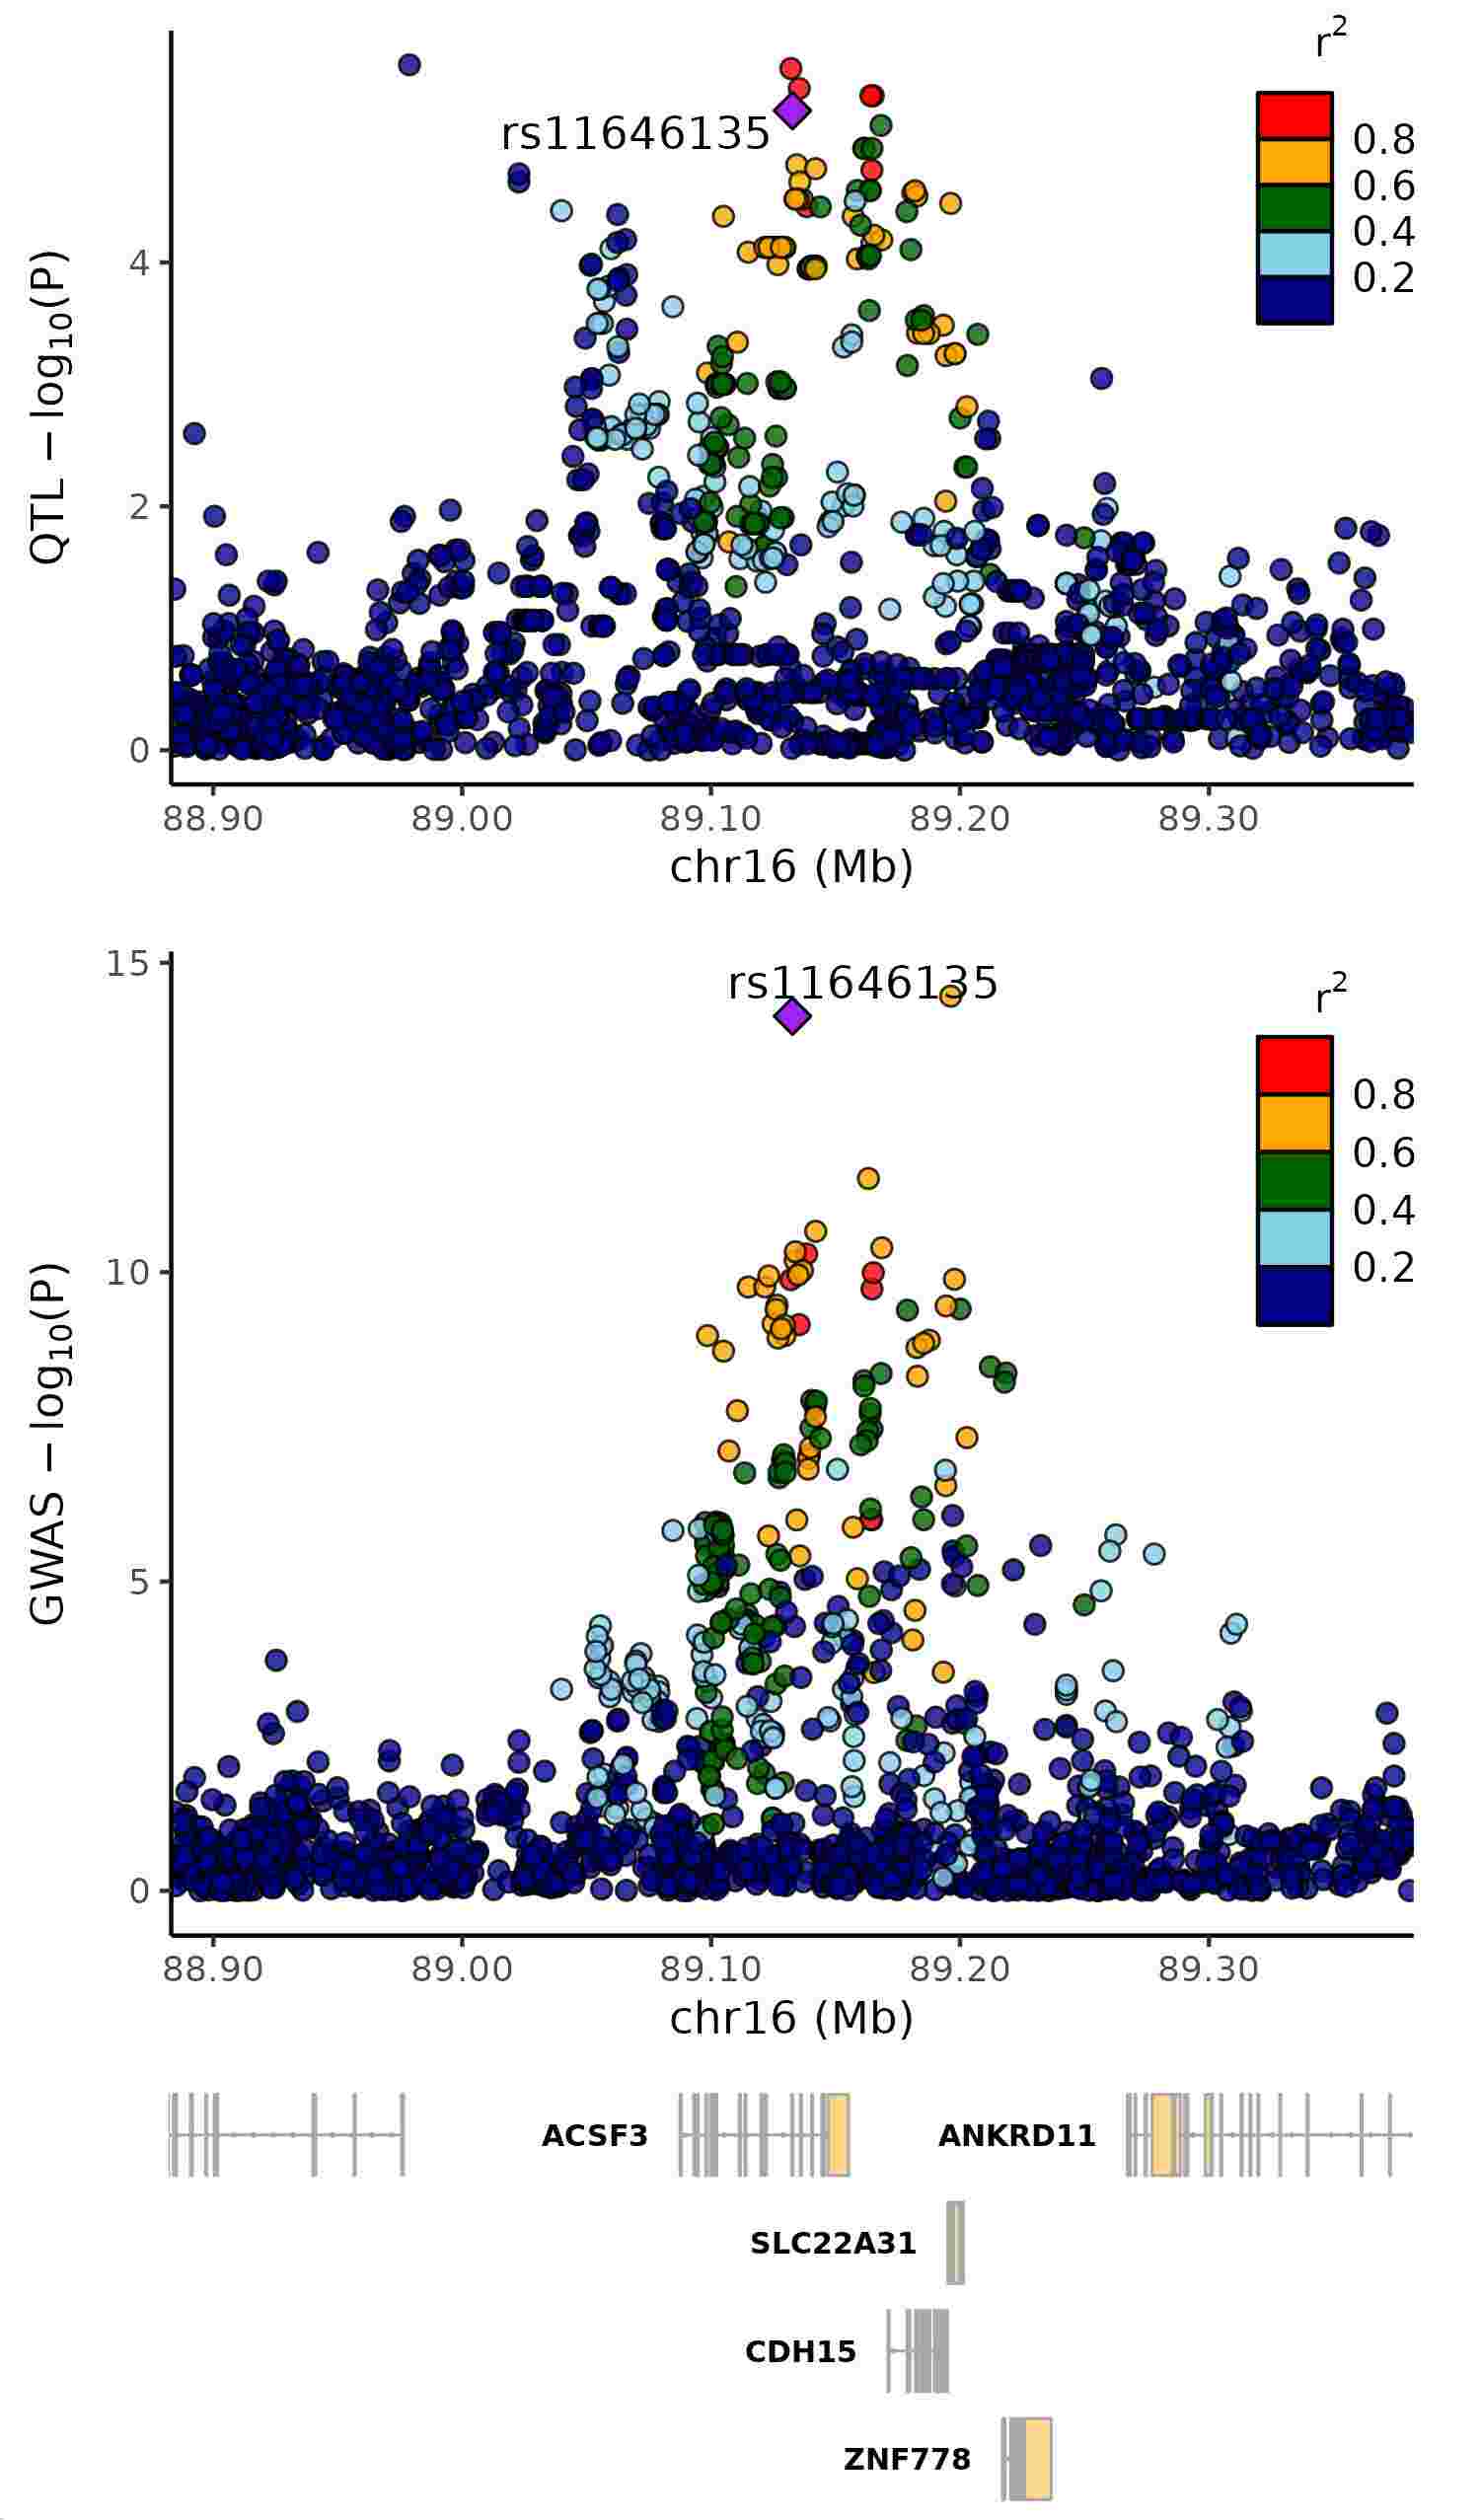 r2
rs11646135
0.8
0.6
0.4
0.2
QTL − log10(P)
4
2
0
88.90 89.00 89.10 89.20 89.30
chr16 (Mb)
15
rs11646135
r2
0.8
0.6
0.4
0.2
GWAS − log10(P)
10
5
0
88.90 89.00 89.10 89.20 89.30
chr16 (Mb)
ACSF3 ANKRD11
SLC22A31
CDH15
ZNF778